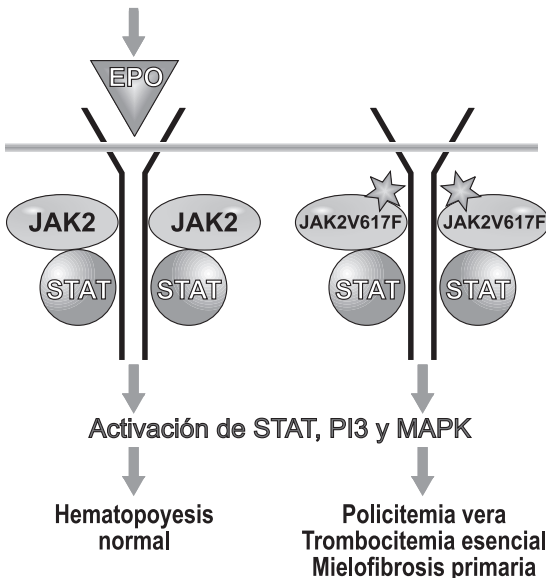 EPO
JAK2 JAK2 JAK2V617F JAK2V617F
STAT STAT STAT STAT
Activación de STAT, PI3 y MAPK
Hematopoyesis
normal
Policitemia vera
Trombocitemia esencial
Mielofibrosis primaria